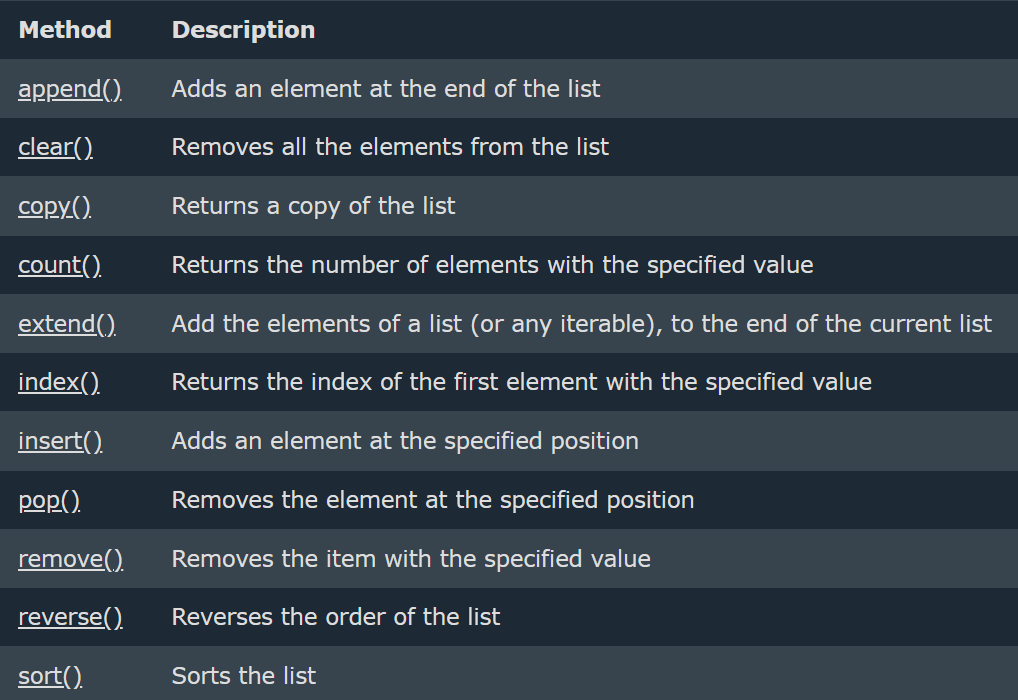 Method Description
append() Adds an element at the end of the list
clear() Removes all the elements from the list
copy() Returns a copy of the list
count() Returns the number of elements with the specified value
extend() Add the elements of a list (or any iterable), to the end of the current list
index() Returns the index of the first element with the specified value
insert() Adds an element at the specified position
pop() Removes the element at the specified position
remove() Removes the item with the specified value
reverse() Reverses the order of the list
sort() Sorts the list